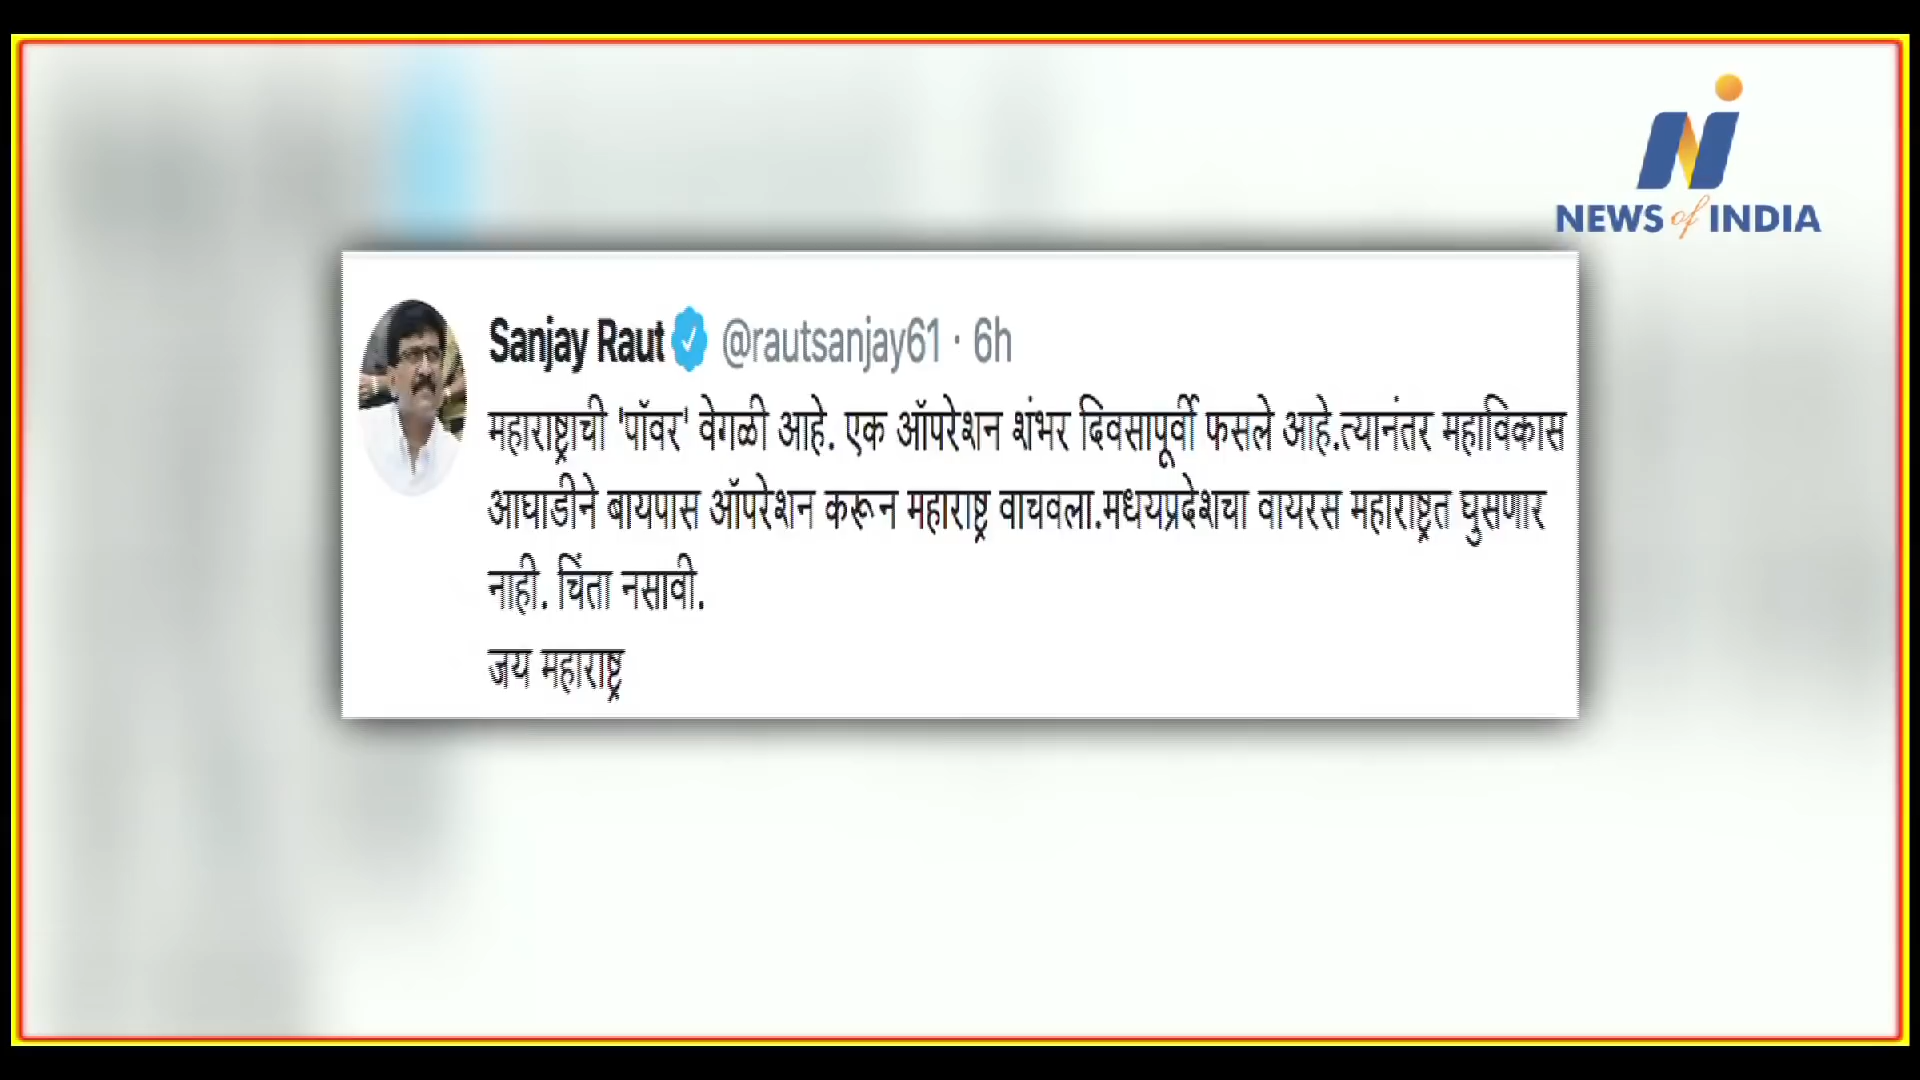 NEWS of INDIA
Sanjay Raut @rautsanjay61 · 6h
महाराष्ट्राची 'पॉवर' वेगळी आहे. एक ऑपरेशन शंभर दिवसापूर्वी फसले आहे.त्यानंतर महाविकास
आघाडीने बायपास ऑपरेशन करून महाराष्ट्र वाचवला.मध्यप्रदेशचा वायरस महाराष्ट्रत घुसणार
नाही. चिंता नसावी.
जय महाराष्ट्र